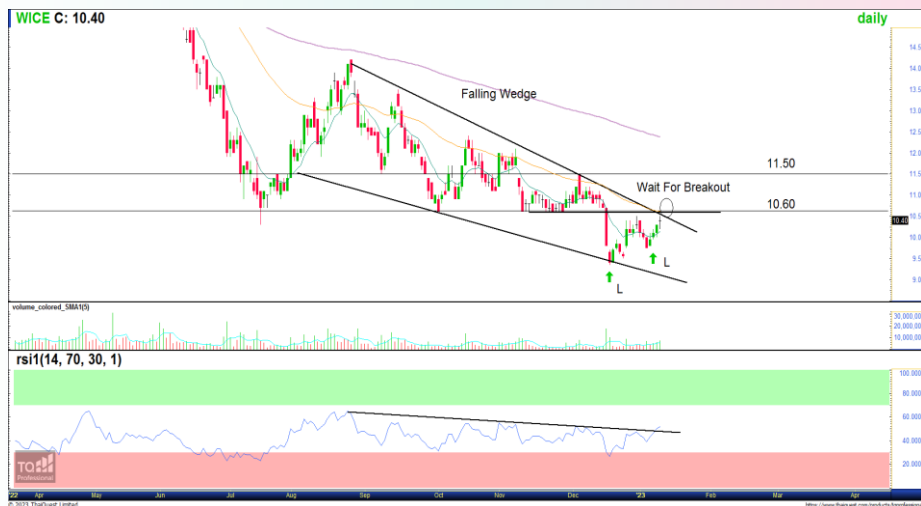 WICE C: 10.40 daily
14.5
14.0
13.5
Falling Wedge
13.0
12.5
12.0
11.50
11.5
Wait For Breakout
11.0
10.60
10.5
10.40
10.0
9.5
L
L
9.0
volume_colored_SMA1(5)
30,000,
20,000,
10,000,
rsi1(14, 70, 30, 1)
100.000
80.000
60.000
40.000
20.000
TQ
Professional
'22 Apr May Jun Jul Aug Sep Oct Nov Dec '23 Feb Mar Apr
© 2023 ThaiQuest Limited